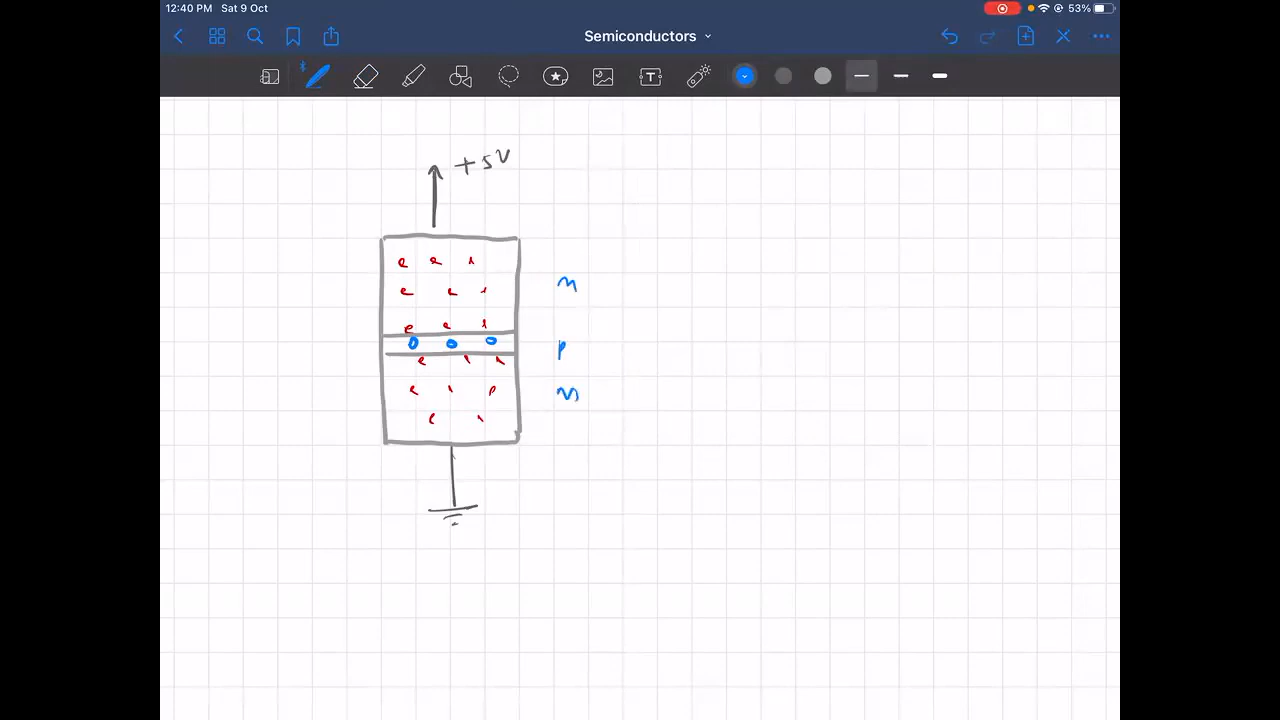 12:40 PM Sat 9 Oct
53%
Semiconductors
T
+5V
e e
e e
n
e e
p
e
e
n
e